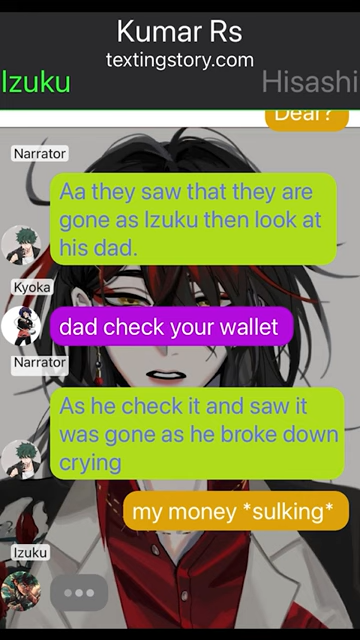 Kumar Rs
textingstory.com
Izuku
Hisashi
Dear?
Narrator
Aa they saw that they are
gone as Izuku then look at
his dad.
Kyoka
dad check your wallet
Narrator
As he check it and saw it
was gone as he broke down
crying
my money *sulking*
Izuku